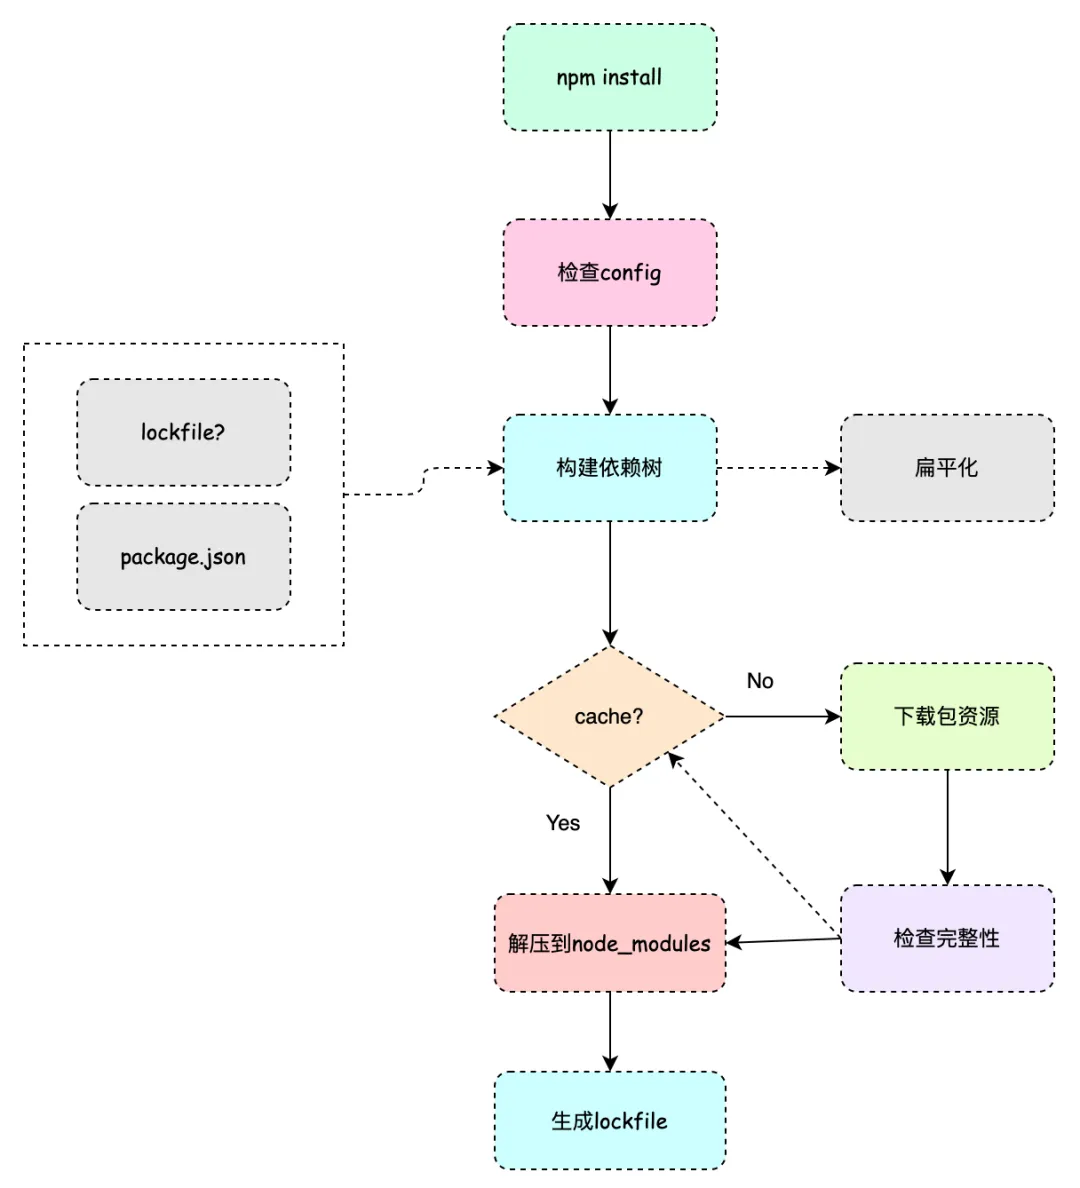 npm install
检查config
lockfile?
package.json
构建依赖树
扁平化
cache?
No
下载包资源
Yes
检查完整性
解压到node_modules
生成lockfile